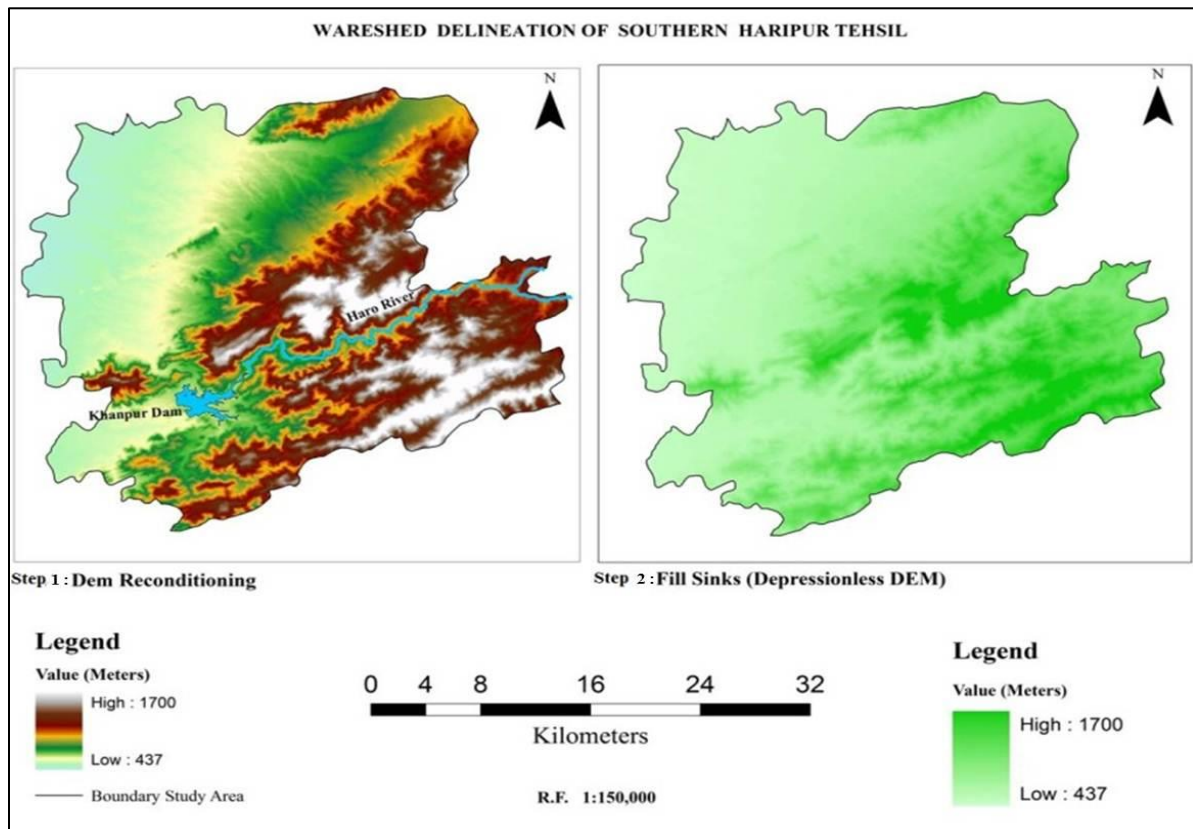 WARESHED DELINEATION OF SOUTHERN HARIPUR TEHSIL
N
Haro River
Khanpur Dam
N
Step 1 : Dem Reconditioning
Step 2 : Fill Sinks (Depressionless DEM)
Legend
Value (Meters)
High : 1700
Low : 437
Boundary Study Area
0 4 8 16 24 32
Kilometers
R.F. 1:150,000
Legend
Value (Meters)
High : 1700
Low : 437